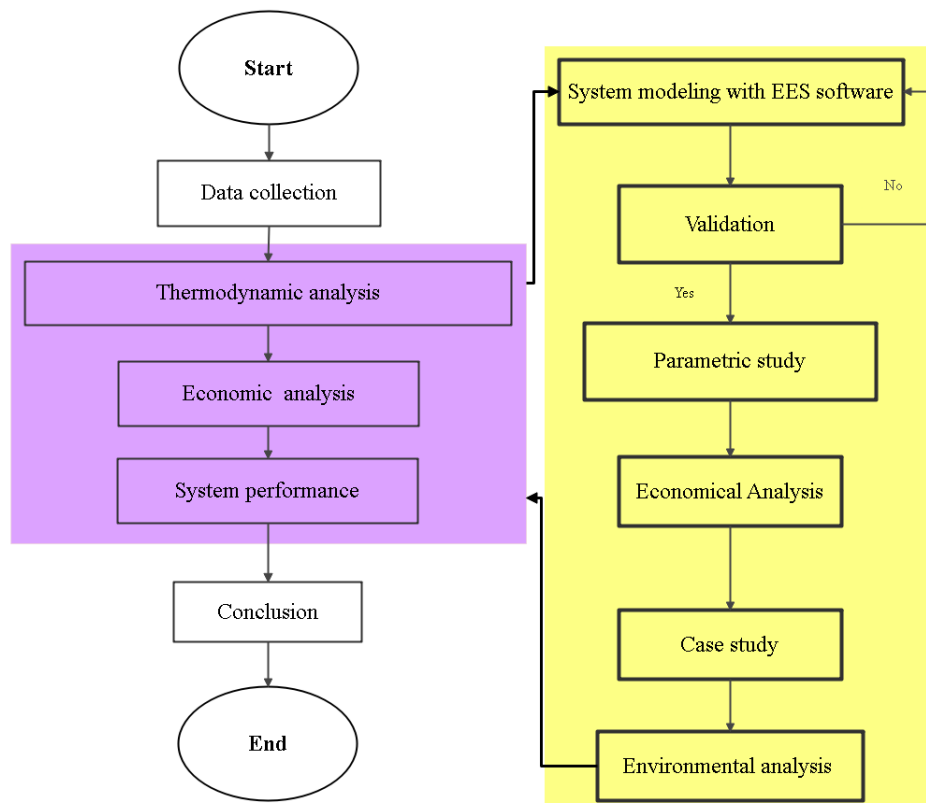 Start
Data collection
Thermodynamic analysis
Economic  analysis
System performance
Conclusion
End
System modeling with EES software
No
Validation
Yes
Parametric study
Economical Analysis
Case study
Environmental analysis